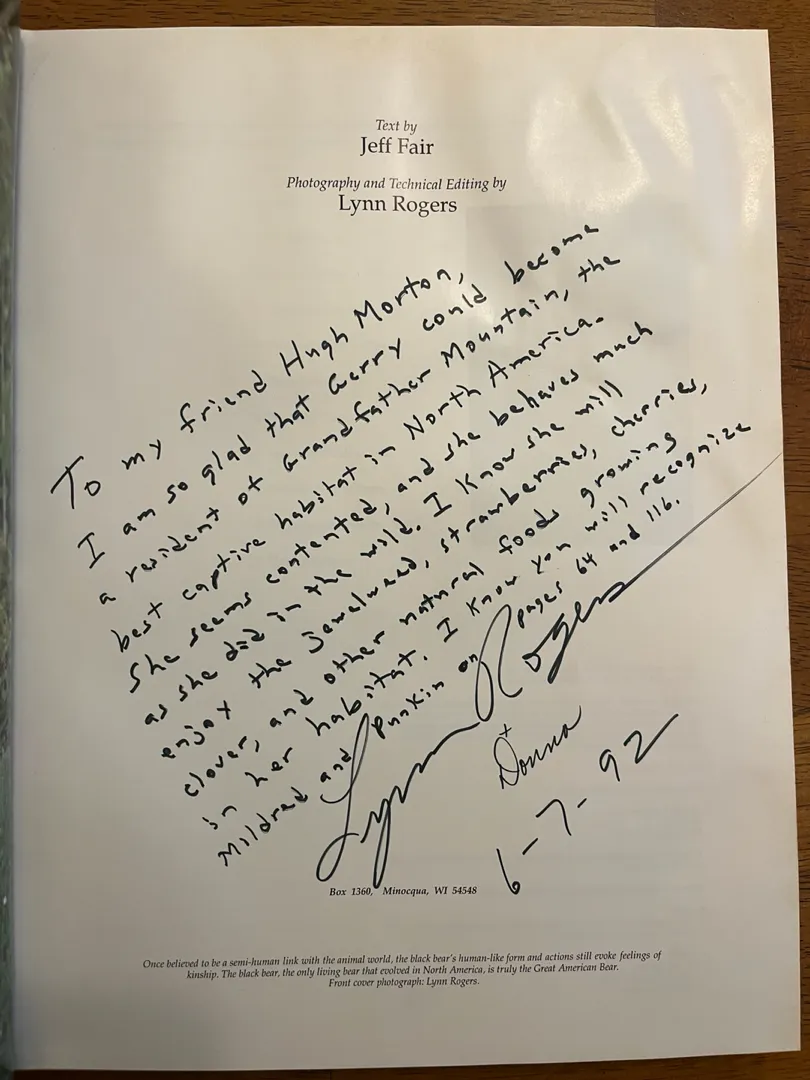 Text by
Jeff Fair
Photography and Technical Editing by
Lynn Rogers
To my friend Hugh Morton,
I am so glad that Gerry could become
a resident of Grandfather Mountain, the
best captive habitat in North America.
She seems contented, and she behaves much
as she did in the wild. I know she will
enjoy the jewelweed, strawberries, cherries,
clover, and other natural foods growing
in her habitat. I know you will recognize
Mildred and Punkin on pages 64 and 116.
Lynn Rogers
+ Donna
6-7-92
Box 1360, Minocqua, WI 54548
Once believed to be a semi-human link with the animal world, the black bear's human-like form and actions still evoke feelings of
kinship. The black bear, the only living bear that evolved in North America, is truly the Great American Bear.
Front cover photograph: Lynn Rogers.